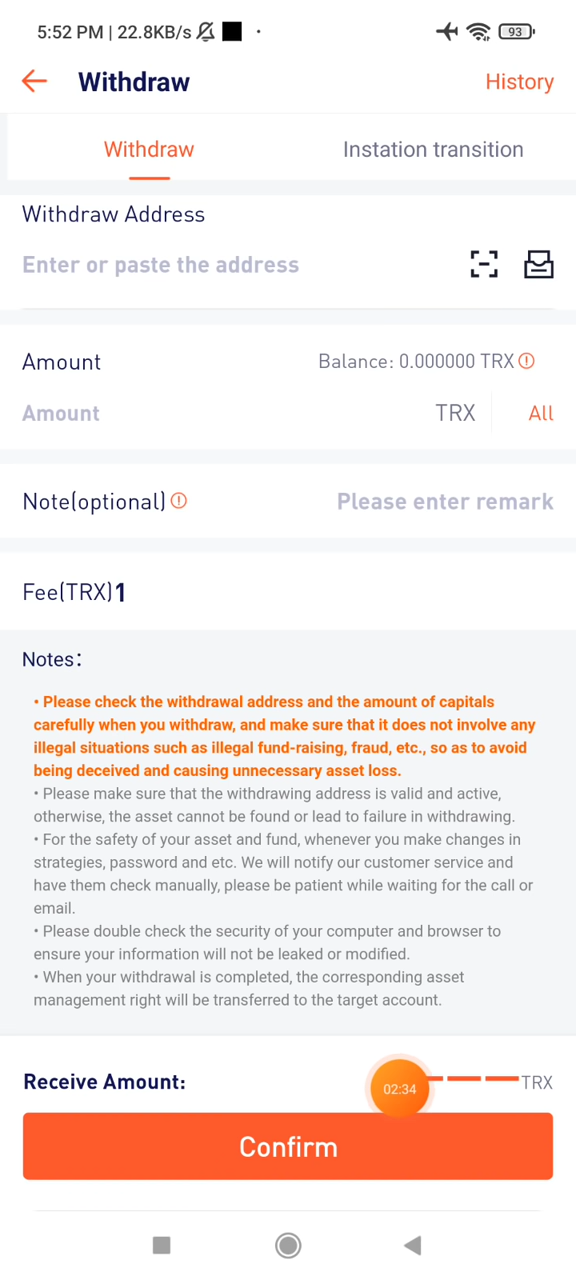 5:52 PM | 22.8KB/s
93
Withdraw
History
Withdraw
Instation transition
Withdraw Address
Enter or paste the address
Amount
Balance: 0.000000 TRX
Amount
TRX
All
Note(optional)
Please enter remark
Fee(TRX)1
Notes:
• Please check the withdrawal address and the amount of capitals
carefully when you withdraw, and make sure that it does not involve any
illegal situations such as illegal fund-raising, fraud, etc., so as to avoid
being deceived and causing unnecessary asset loss.
• Please make sure that the withdrawing address is valid and active,
otherwise, the asset cannot be found or lead to failure in withdrawing.
• For the safety of your asset and fund, whenever you make changes in
strategies, password and etc. We will notify our customer service and
have them check manually, please be patient while waiting for the call or
email.
• Please double check the security of your computer and browser to
ensure your information will not be leaked or modified.
• When your withdrawal is completed, the corresponding asset
management right will be transferred to the target account.
Receive Amount:
02:34
TRX
Confirm